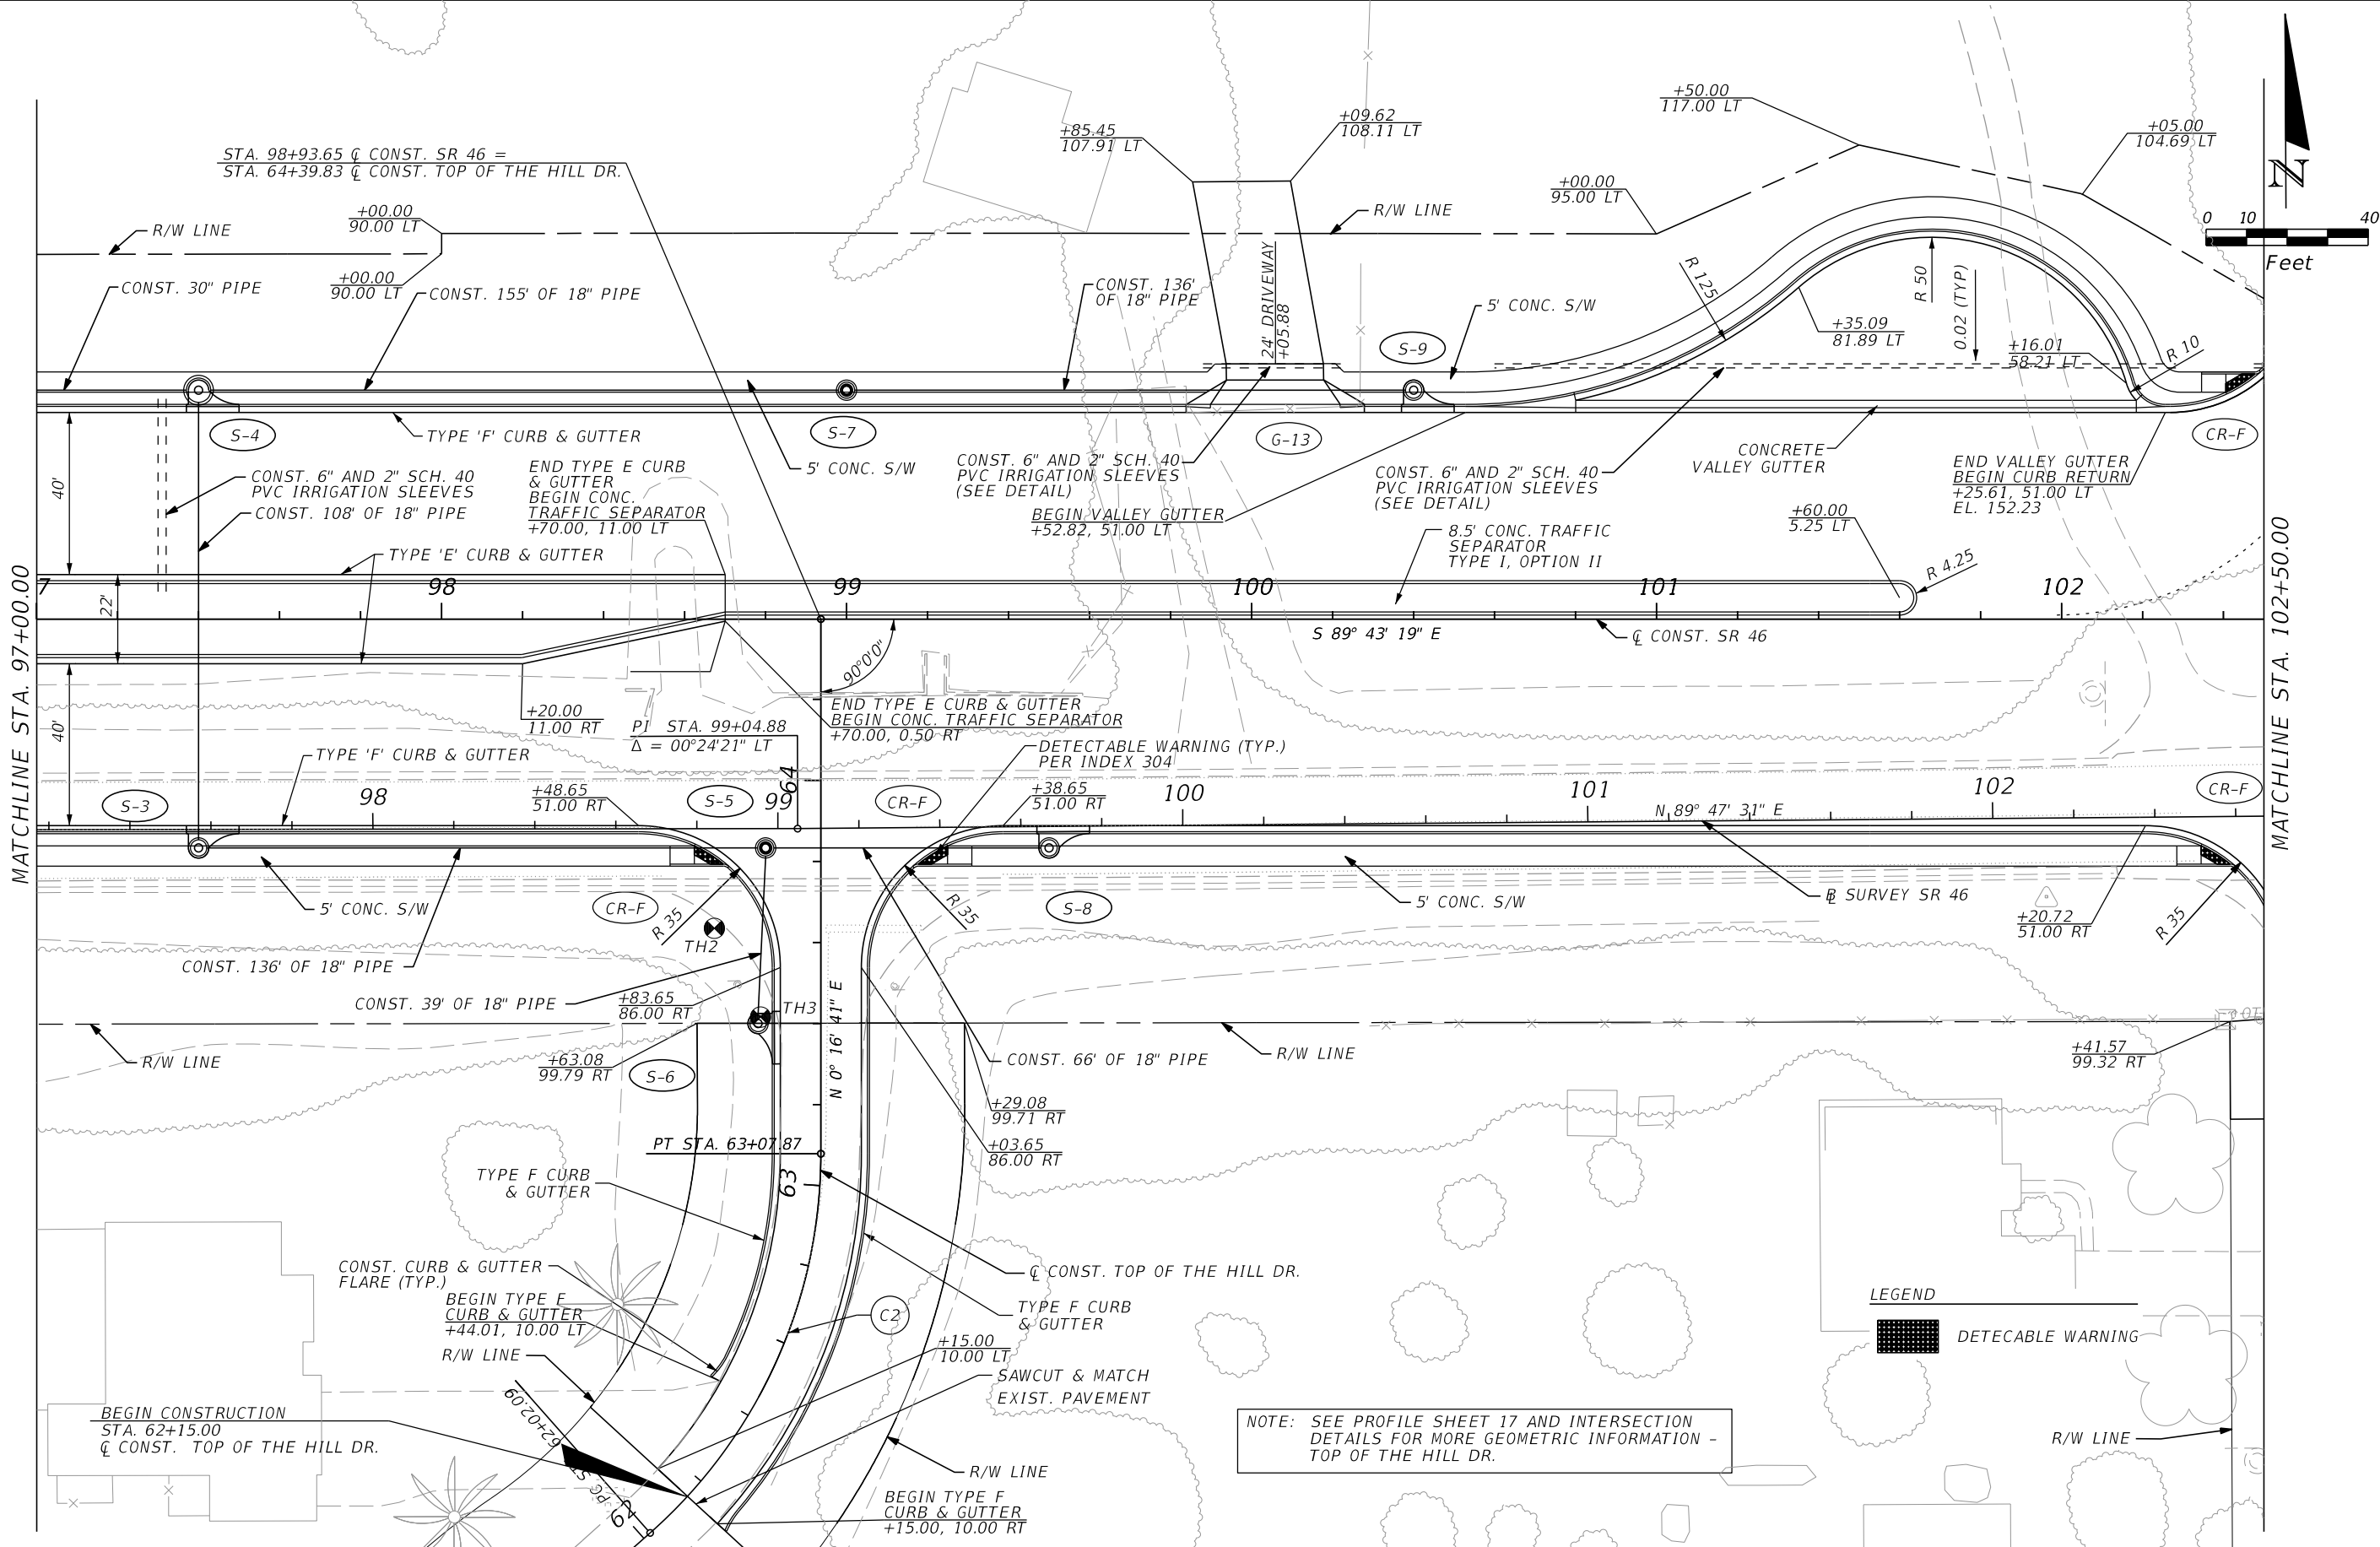 +50.00
117.00 LT
+09.62
108.11 LT
+85.45
107.91 LT
+05.00
104.69 LT
STA. 98+93.65 ℄ CONST. SR 46 =
STA. 64+39.83 ℄ CONST. TOP OF THE HILL DR.
N
+00.00
95.00 LT
+00.00
90.00 LT
R/W LINE
R/W LINE
0 10 40
Feet
+00.00
90.00 LT
CONST. 30" PIPE
CONST. 155' OF 18" PIPE
CONST. 136'
OF 18" PIPE
24' DRIVEWAY
+05.88
5' CONC. S/W
R 125
R 50
0.02 (TYP)
+35.09
81.89 LT
+16.01
58.21 LT
R 10
S-9
S-4
S-7
G-13
CR-F
TYPE 'F' CURB & GUTTER
5' CONC. S/W
40'
CONST. 6" AND 2" SCH. 40
PVC IRRIGATION SLEEVES
CONST. 108' OF 18" PIPE
END TYPE E CURB
& GUTTER
BEGIN CONC.
TRAFFIC SEPARATOR
+70.00, 11.00 LT
CONST. 6" AND 2" SCH. 40
PVC IRRIGATION SLEEVES
(SEE DETAIL)
BEGIN VALLEY GUTTER
+52.82, 51.00 LT
CONST. 6" AND 2" SCH. 40
PVC IRRIGATION SLEEVES
(SEE DETAIL)
CONCRETE
VALLEY GUTTER
END VALLEY GUTTER
BEGIN CURB RETURN
+25.61, 51.00 LT
EL. 152.23
8.5' CONC. TRAFFIC
SEPARATOR
TYPE I, OPTION II
+60.00
5.25 LT
R 4.25
TYPE 'E' CURB & GUTTER
MATCHLINE STA. 97+00.00
MATCHLINE STA. 102+50.00
7 98 99 100 101 102
22'
S 89° 43' 19" E
℄ CONST. SR 46
90°0'0"
40'
+20.00
11.00 RT
PI STA. 99+04.88
Δ = 00°24'21" LT
END TYPE E CURB & GUTTER
BEGIN CONC. TRAFFIC SEPARATOR
+70.00, 0.50 RT
DETECTABLE WARNING (TYP.)
PER INDEX 304
TYPE 'F' CURB & GUTTER
64
+48.65
51.00 RT
+38.65
51.00 RT
S-3
98
S-5
99
CR-F
100
101
102
CR-F
N 89° 47' 31" E
5' CONC. S/W
CR-F
R 35
TH2
R 35
S-8
5' CONC. S/W
℄ SURVEY SR 46
+20.72
51.00 RT
R 35
CONST. 136' OF 18" PIPE
CONST. 39' OF 18" PIPE
+83.65
86.00 RT
TH3
N 0° 16' 41" E
R/W LINE
+63.08
99.79 RT
S-6
CONST. 66' OF 18" PIPE
R/W LINE
+41.57
99.32 RT
+29.08
99.71 RT
+03.65
86.00 RT
PT STA. 63+07.87
63
TYPE F CURB
& GUTTER
CONST. CURB & GUTTER
FLARE (TYP.)
BEGIN TYPE F
CURB & GUTTER
+44.01, 10.00 LT
R/W LINE
℄ CONST. TOP OF THE HILL DR.
C2
TYPE F CURB
& GUTTER
+15.00
10.00 LT
SAWCUT & MATCH
EXIST. PAVEMENT
LEGEND
DETECABLE WARNING
BEGIN CONSTRUCTION
STA. 62+15.00
℄ CONST. TOP OF THE HILL DR.
PC 62+02.09
62
R/W LINE
BEGIN TYPE F
CURB & GUTTER
+15.00, 10.00 RT
NOTE: SEE PROFILE SHEET 17 AND INTERSECTION
DETAILS FOR MORE GEOMETRIC INFORMATION -
TOP OF THE HILL DR.
R/W LINE